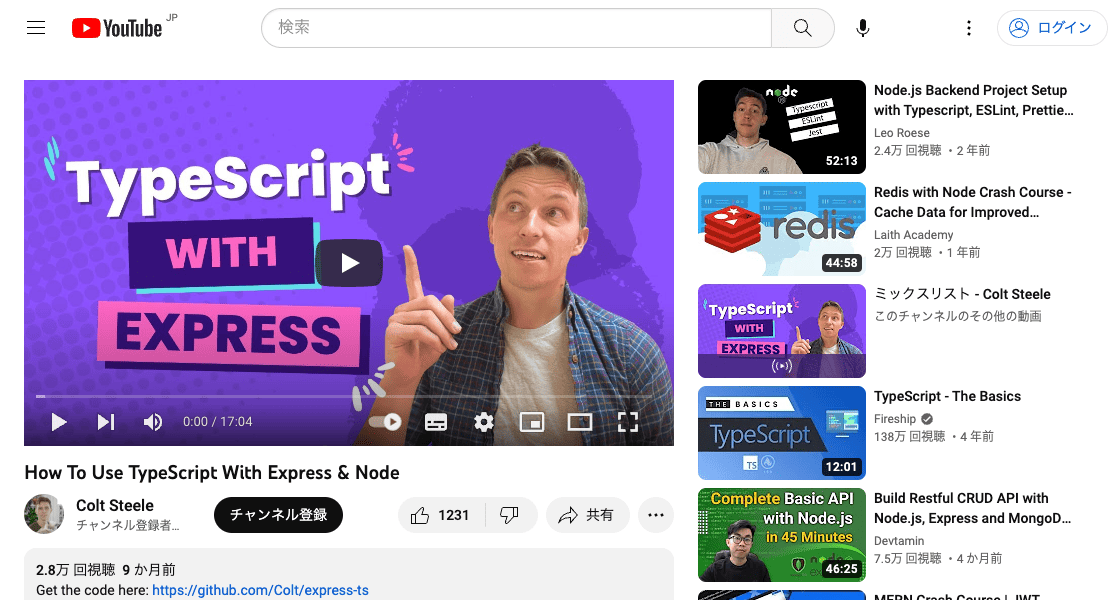 YouTube JP
検索
ログイン
TypeScript
WITH
EXPRESS
0:00 / 17:04
How To Use TypeScript With Express & Node
Colt Steele
チャンネル登録者...
チャンネル登録
1231
共有
2.8万 回視聴 9 か月前
Get the code here: https://github.com/Colt/express-ts
node
Typescript
ESLint
Jest
52:13
Node.js Backend Project Setup
with Typescript, ESLint, Prettie...
Leo Roese
2.4万 回視聴・2 年前
redis
44:58
Redis with Node Crash Course -
Cache Data for Improved...
Laith Academy
2万 回視聴・1 年前
TypeScript
WITH
EXPRESS
ミックスリスト - Colt Steele
このチャンネルのその他の動画
THE BASICS
TypeScript
TS
12:01
TypeScript - The Basics
Fireship
138万 回視聴・4 年前
Complete Basic API
with Node.js
in 45 Minutes
node
46:25
Build Restful CRUD API with
Node.js, Express and MongoD...
Devtamin
7.5万 回視聴・4 か月前
MERN Crash Course | JWT